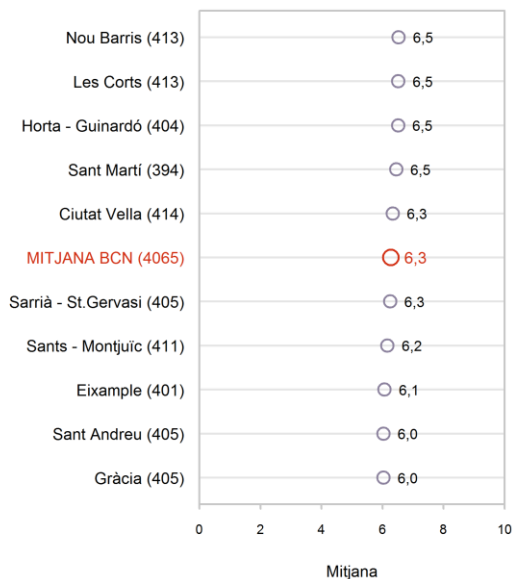 Nou Barris (413) 6,5
Les Corts (413) 6,5
Horta - Guinardó (404) 6,5
Sant Martí (394) 6,5
Ciutat Vella (414) 6,3
MITJANA BCN (4065) 6,3
Sarrià - St.Gervasi (405) 6,3
Sants - Montjuïc (411) 6,2
Eixample (401) 6,1
Sant Andreu (405) 6,0
Gràcia (405) 6,0
0 2 4 6 8 10
Mitjana